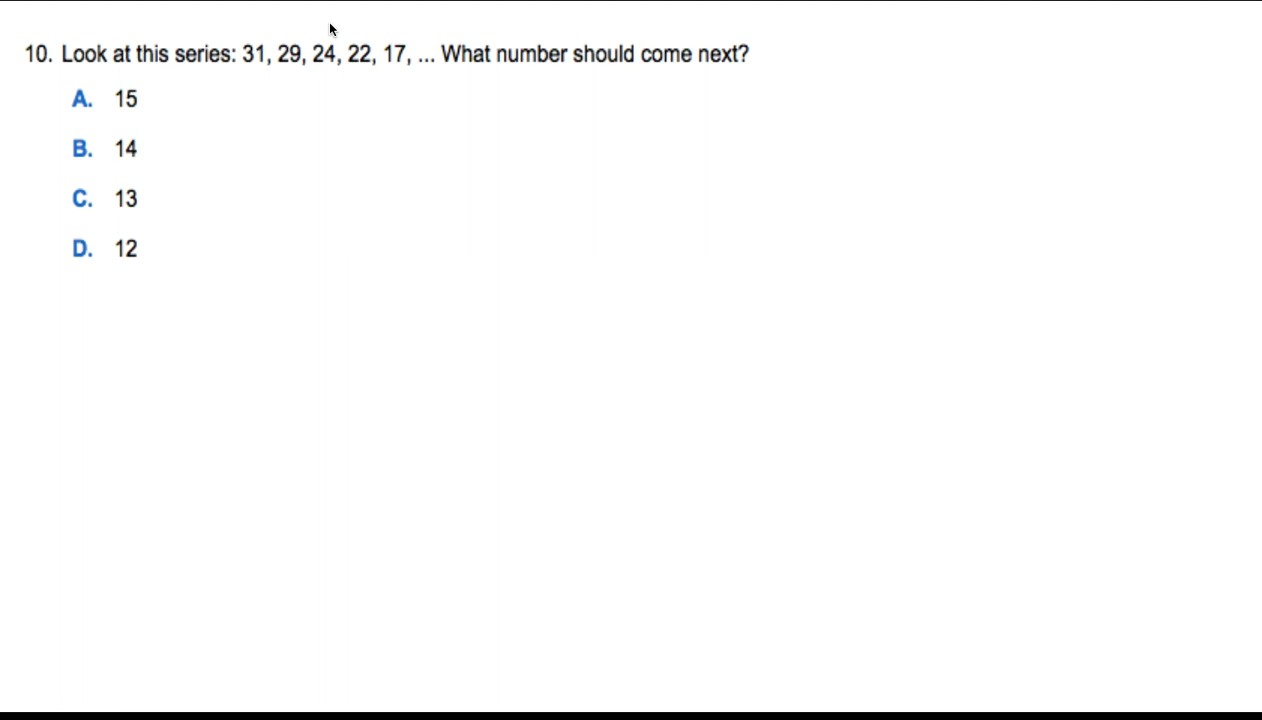 10. Look at this series: 31, 29, 24, 22, 17, ... What number should come next?
A. 15
B. 14
C. 13
D. 12